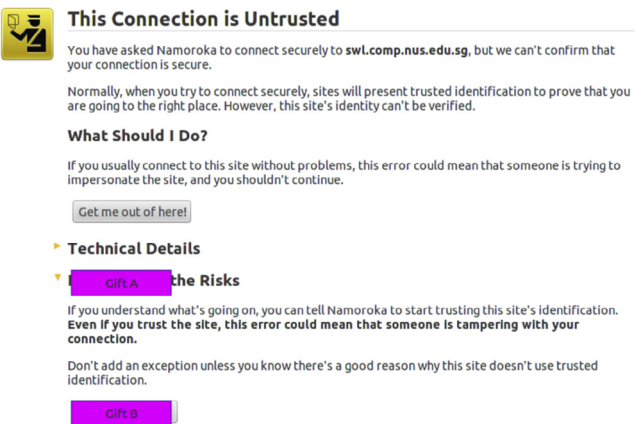 This Connection is Untrusted
You have asked Namoroka to connect securely to swl.comp.nus.edu.sg, but we can't confirm that
your connection is secure.
Normally, when you try to connect securely, sites will present trusted identification to prove that you
are going to the right place. However, this site's identity can't be verified.
What Should I Do?
If you usually connect to this site without problems, this error could mean that someone is trying to
impersonate the site, and you shouldn't continue.
Get me out of here!
Technical Details
Gift A the Risks
If you understand what's going on, you can tell Namoroka to start trusting this site's identification.
Even if you trust the site, this error could mean that someone is tampering with your
connection.
Don't add an exception unless you know there's a good reason why this site doesn't use trusted
identification.
Gift B